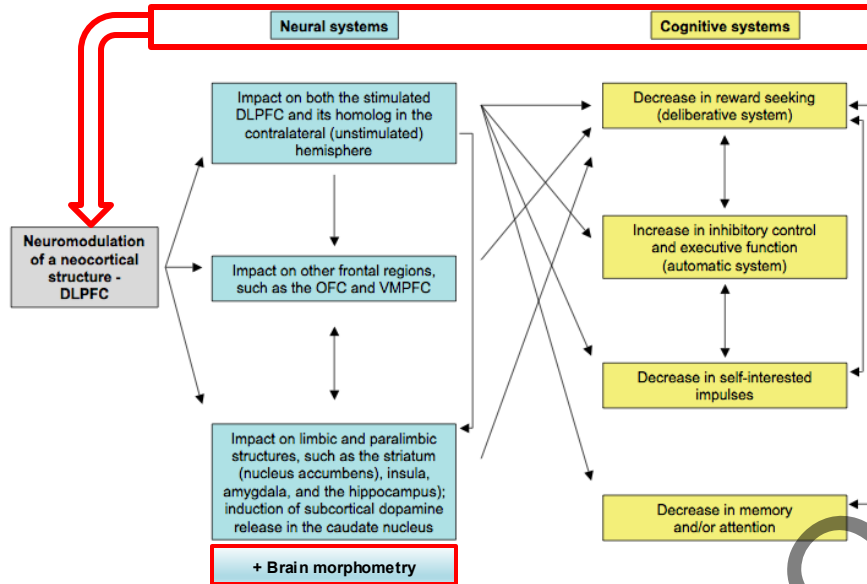 Neural systems
Cognitive systems
Impact on both the stimulated
DLPFC and its homolog in the
contralateral (unstimulated)
hemisphere
Decrease in reward seeking
(deliberative system)
Neuromodulation
of a neocortical
structure -
DLPFC
Impact on other frontal regions,
such as the OFC and VMPFC
Increase in inhibitory control
and executive function
(automatic system)
Decrease in self-interested
impulses
Impact on limbic and paralimbic
structures, such as the striatum
(nucleus accumbens), insula,
amygdala, and the hippocampus);
induction of subcortical dopamine
release in the caudate nucleus
Decrease in memory
and/or attention
+ Brain morphometry